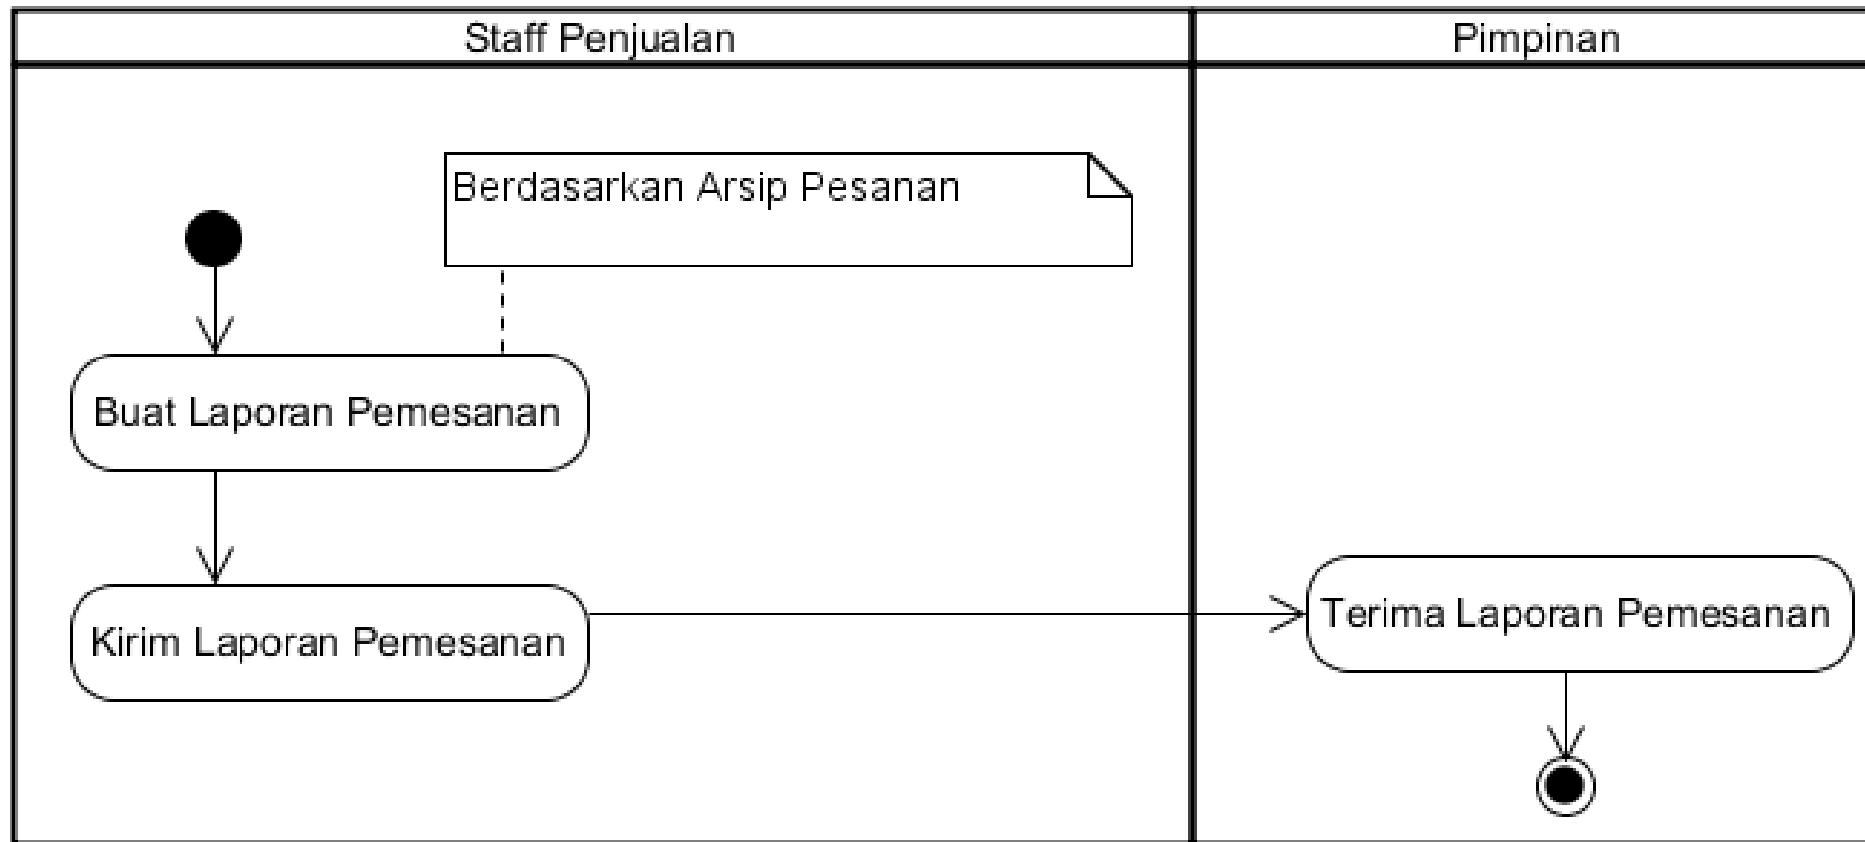 Staff Penjualan
Pimpinan
Berdasarkan Arsip Pesanan
Buat Laporan Pemesanan
Kirim Laporan Pemesanan
Terima Laporan Pemesanan